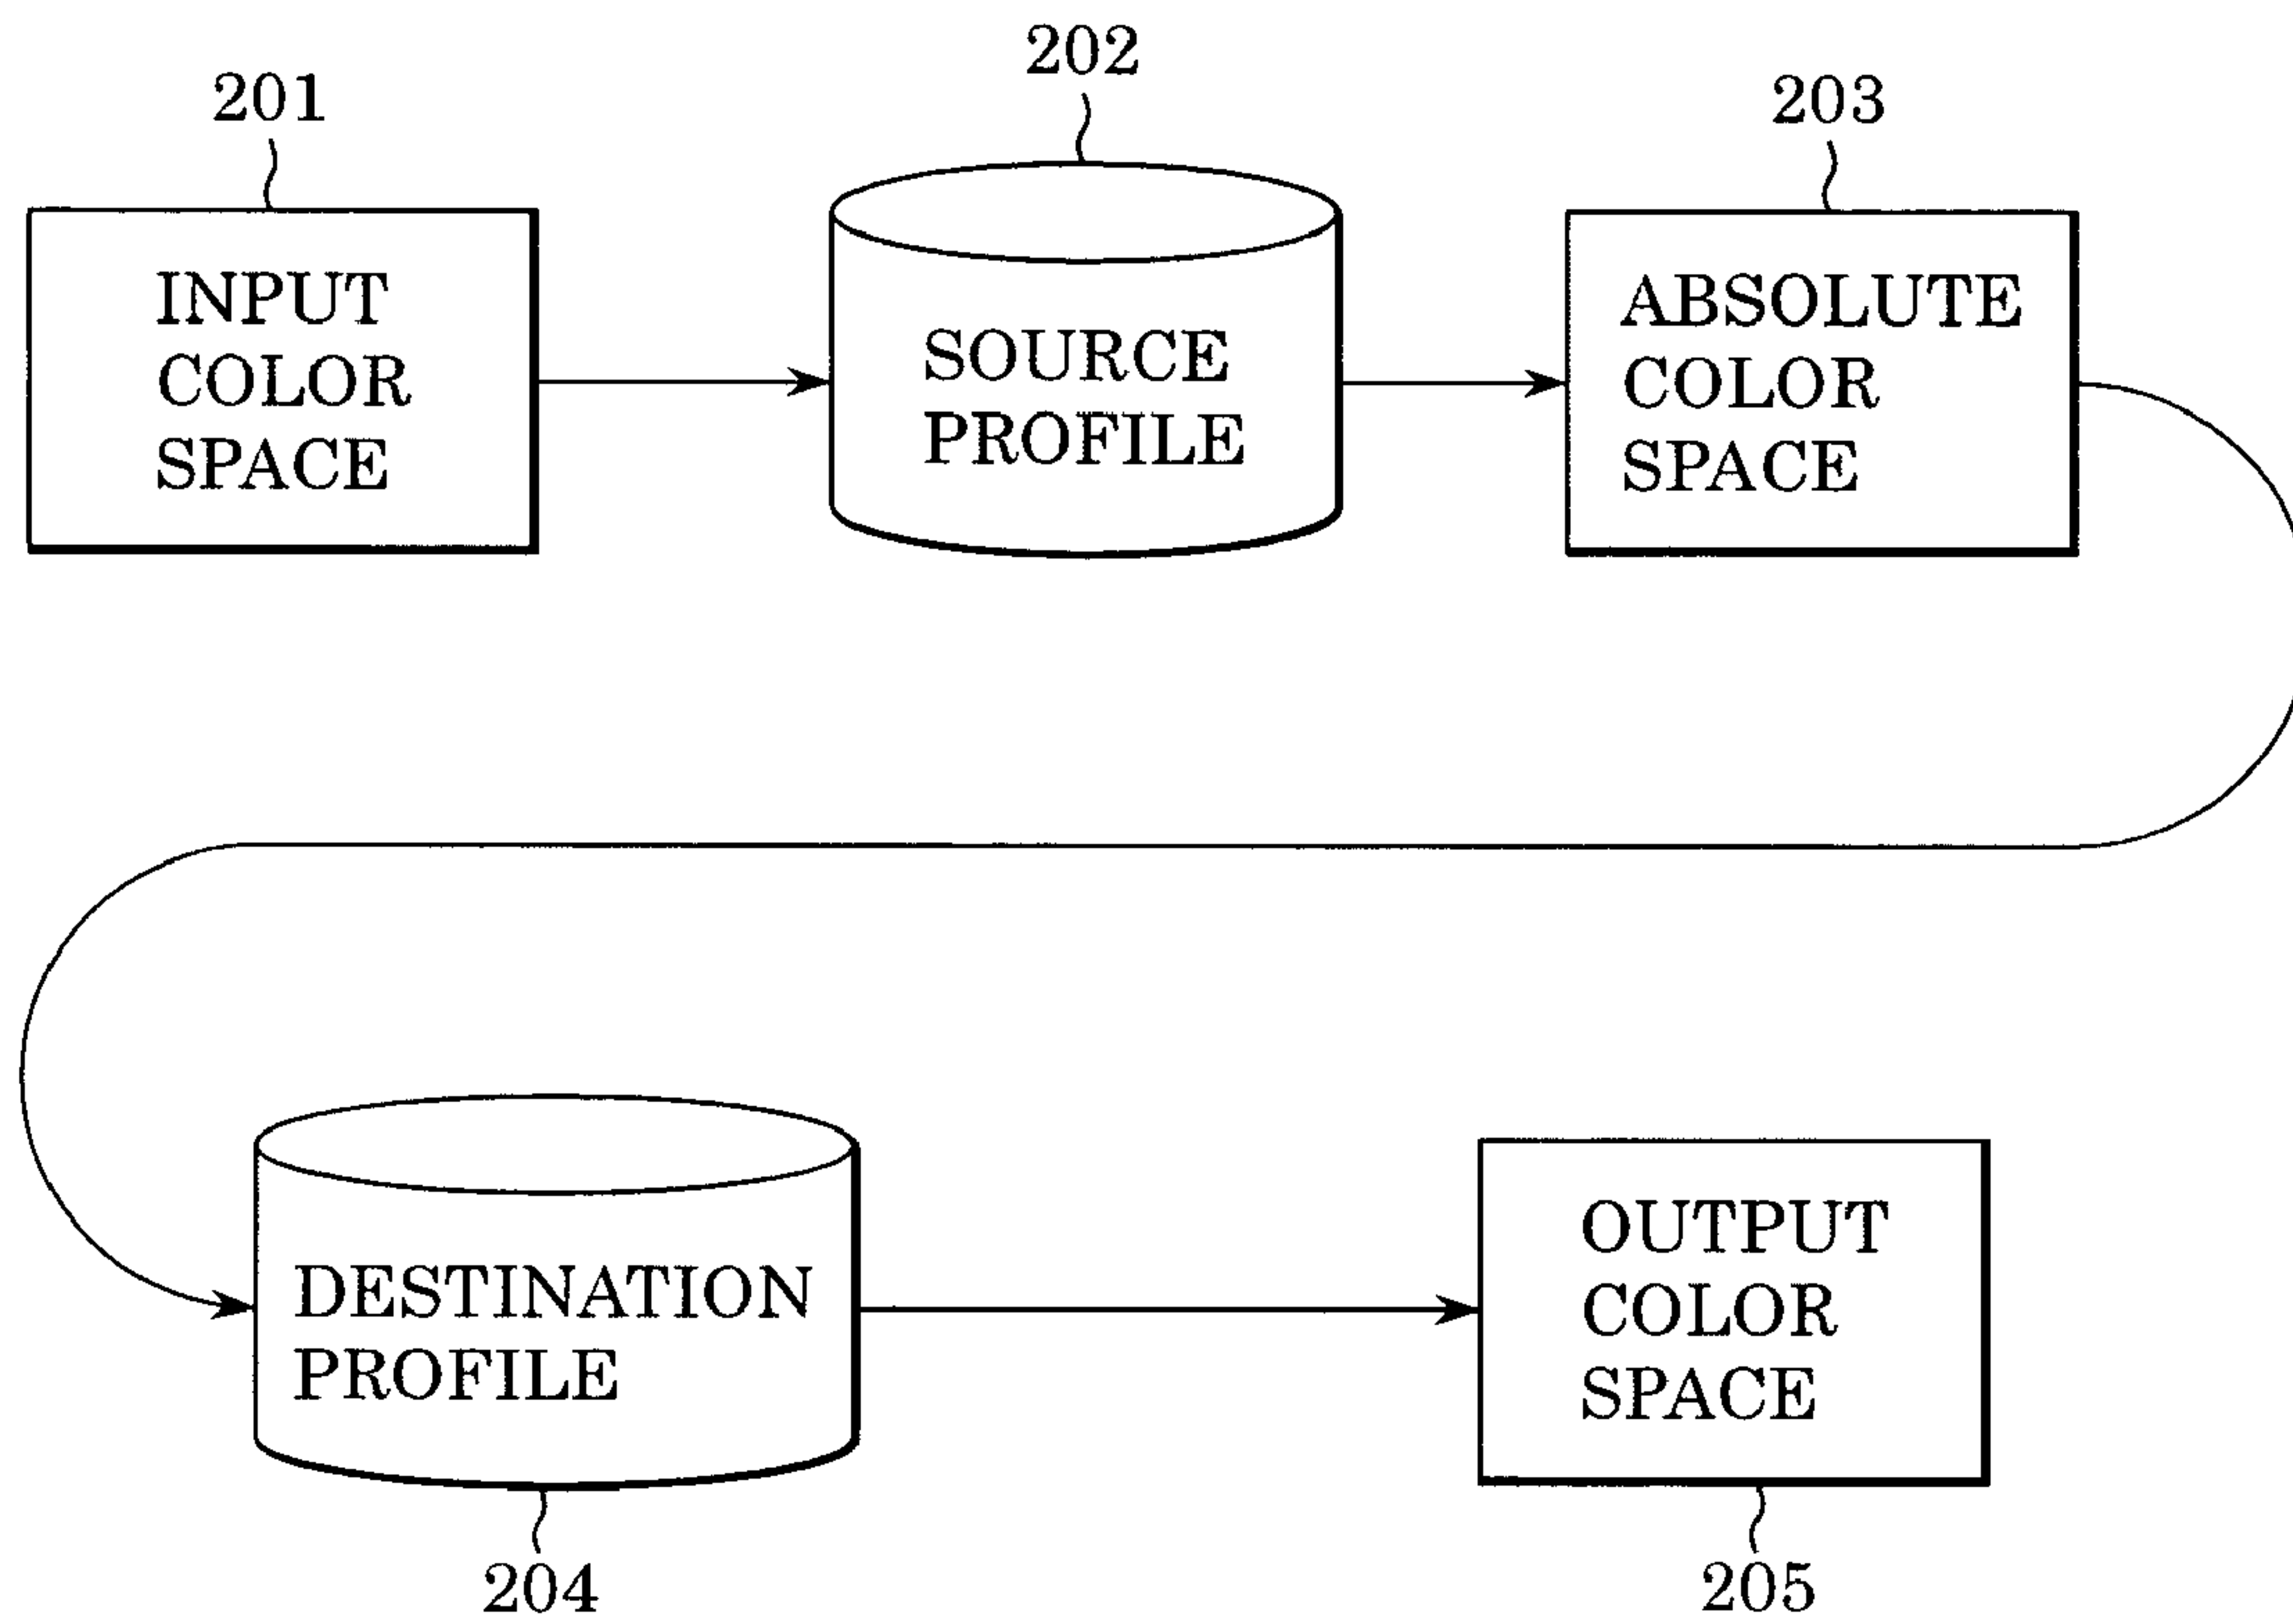 201
202
203
INPUT
COLOR
SPACE
SOURCE
PROFILE
ABSOLUTE
COLOR
SPACE
DESTINATION
PROFILE
OUTPUT
COLOR
SPACE
204
205